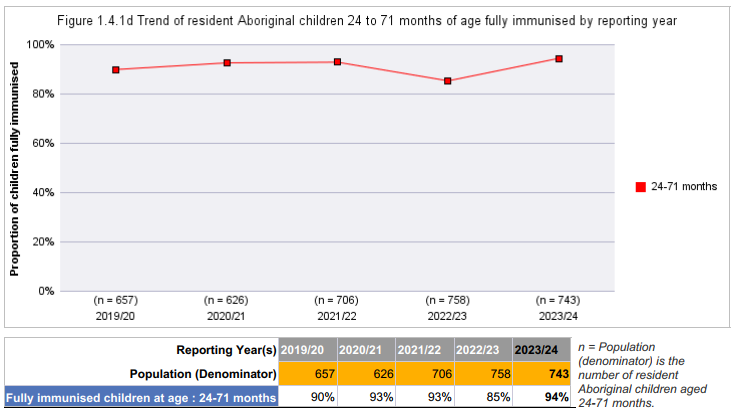 Figure 1.4.1d Trend of resident Aboriginal children 24 to 71 months of age fully immunised by reporting year
Proportion of children fully immunised
100%
80%
60%
40%
20%
0%
24-71 months
(n = 657) (n = 626) (n = 706) (n = 758) (n = 743)
2019/20 2020/21 2021/22 2022/23 2023/24
Reporting Year(s) 2019/20 2020/21 2021/22 2022/23 2023/24
Population (Denominator) 657 626 706 758 743
Fully immunised children at age : 24-71 months 90% 93% 93% 85% 94%
n = Population
(denominator) is the
number of resident
Aboriginal children aged
24-71 months.